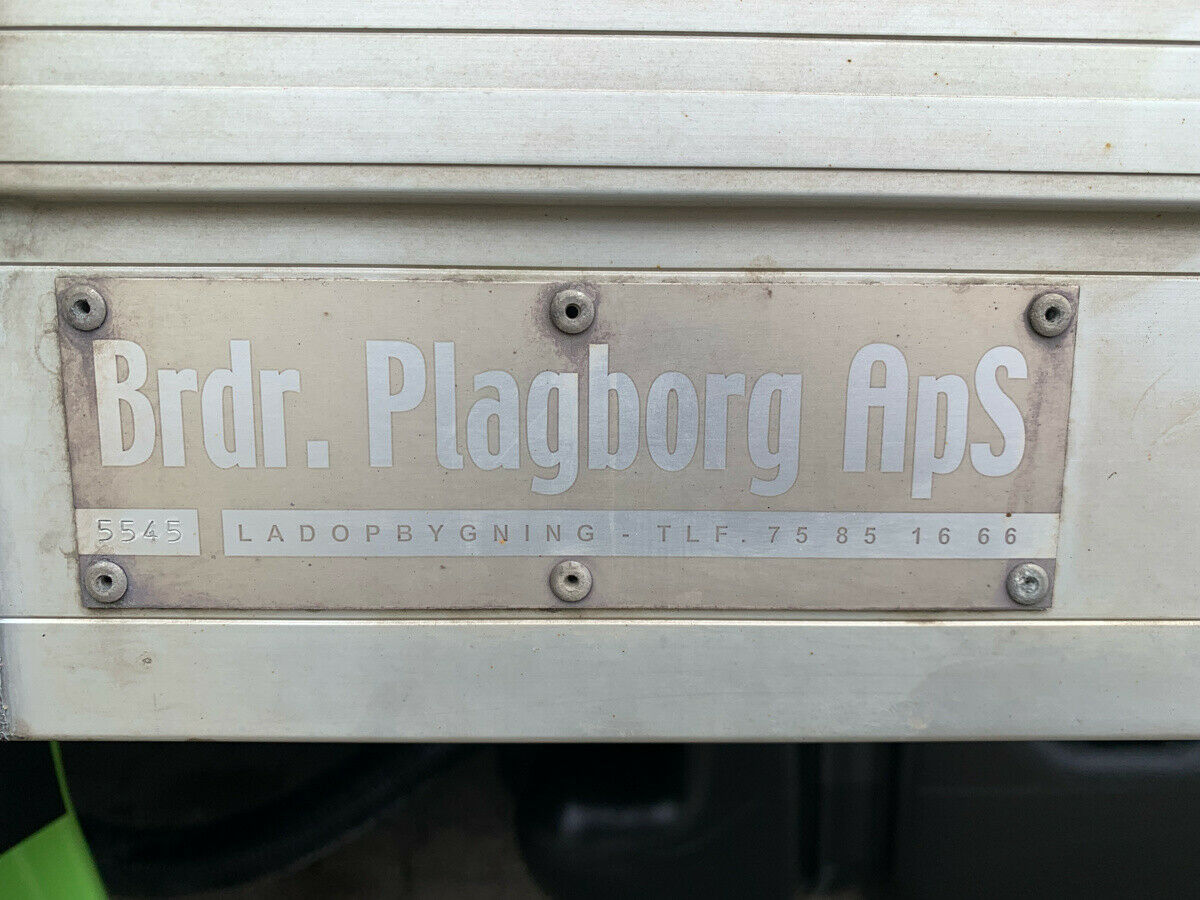 Brdr. Plagborg ApS
5545 LADOPBYGNING - TLF. 75 85 16 66